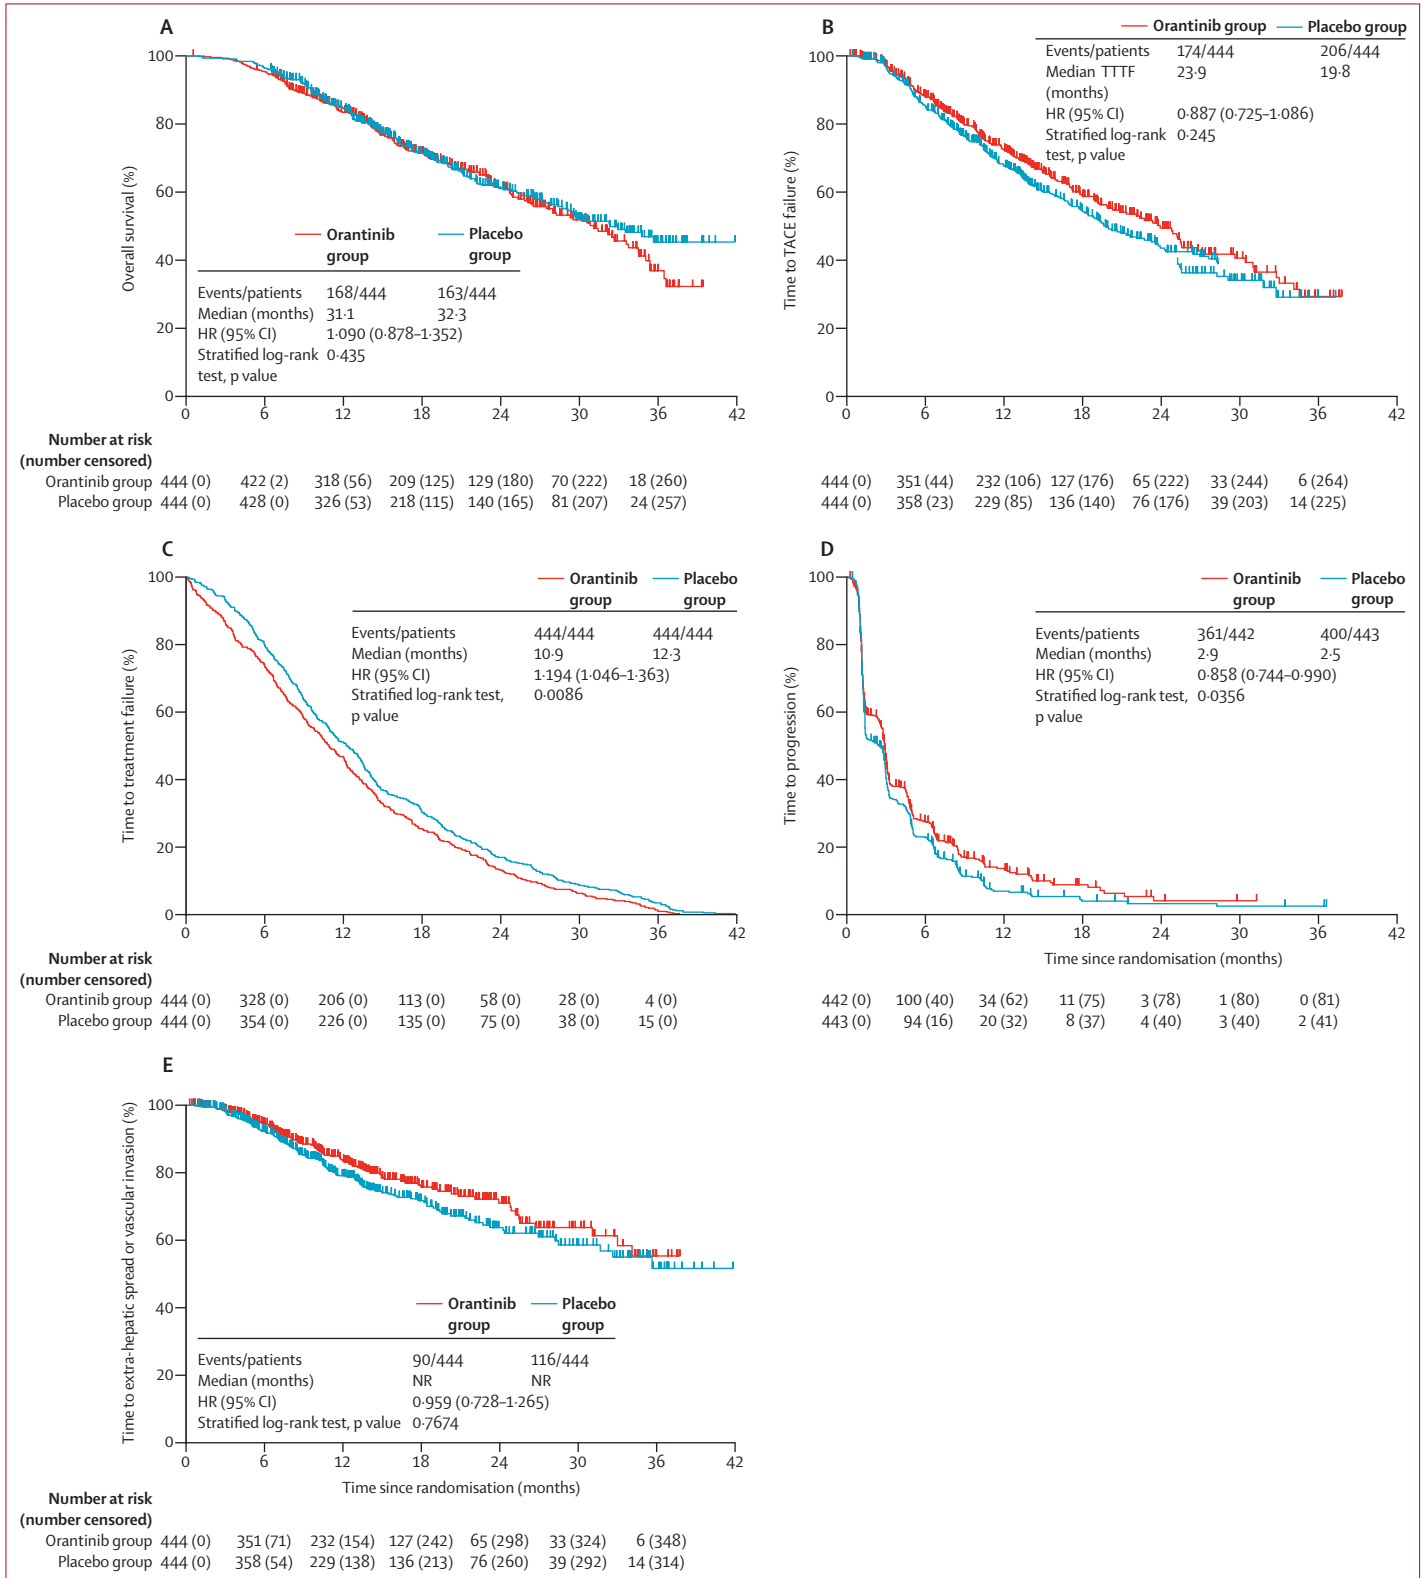 A
Overall survival (%)
100
80
60
40
20
0
Orantinib group Placebo group
Events/patients 168/444 163/444
Median (months) 31·1 32·3
HR (95% CI) 1·090 (0·878–1·352)
Stratified log-rank 0·435
test, p value
0 6 12 18 24 30 36 42
Number at risk
(number censored)
Orantinib group 444 (0) 422 (2) 318 (56) 209 (125) 129 (180) 70 (222) 18 (260)
Placebo group 444 (0) 428 (0) 326 (53) 218 (115) 140 (165) 81 (207) 24 (257)
B
Time to TACE failure (%)
100
80
60
40
20
0
Orantinib group Placebo group
Events/patients 174/444 206/444
Median TTTF 23·9 19·8
(months)
HR (95% CI) 0·887 (0·725–1·086)
Stratified log-rank 0·245
test, p value
0 6 12 18 24 30 36 42
444 (0) 351 (44) 232 (106) 127 (176) 65 (222) 33 (244) 6 (264)
444 (0) 358 (23) 229 (85) 136 (140) 76 (176) 39 (203) 14 (225)
C
Time to treatment failure (%)
100
80
60
40
20
0
Orantinib group Placebo group
Events/patients 444/444 444/444
Median (months) 10·9 12·3
HR (95% CI) 1·194 (1·046–1·363)
Stratified log-rank test, 0·0086
p value
0 6 12 18 24 30 36 42
Number at risk
(number censored)
Orantinib group 444 (0) 328 (0) 206 (0) 113 (0) 58 (0) 28 (0) 4 (0)
Placebo group 444 (0) 354 (0) 226 (0) 135 (0) 75 (0) 38 (0) 15 (0)
D
Time to progression (%)
100
80
60
40
20
0
Orantinib group Placebo group
Events/patients 361/442 400/443
Median (months) 2·9 2·5
HR (95% CI) 0·858 (0·744–0·990)
Stratified log-rank test, 0·0356
p value
0 6 12 18 24 30 36 42
Time since randomisation (months)
442 (0) 100 (40) 34 (62) 11 (75) 3 (78) 1 (80) 0 (81)
443 (0) 94 (16) 20 (32) 8 (37) 4 (40) 3 (40) 2 (41)
E
Time to extra-hepatic spread or vascular invasion (%)
100
80
60
40
20
0
Orantinib group Placebo group
Events/patients 90/444 116/444
Median (months) NR NR
HR (95% CI) 0·959 (0·728–1·265)
Stratified log-rank test, p value 0·7674
0 6 12 18 24 30 36 42
Time since randomisation (months)
Number at risk
(number censored)
Orantinib group 444 (0) 351 (71) 232 (154) 127 (242) 65 (298) 33 (324) 6 (348)
Placebo group 444 (0) 358 (54) 229 (138) 136 (213) 76 (260) 39 (292) 14 (314)